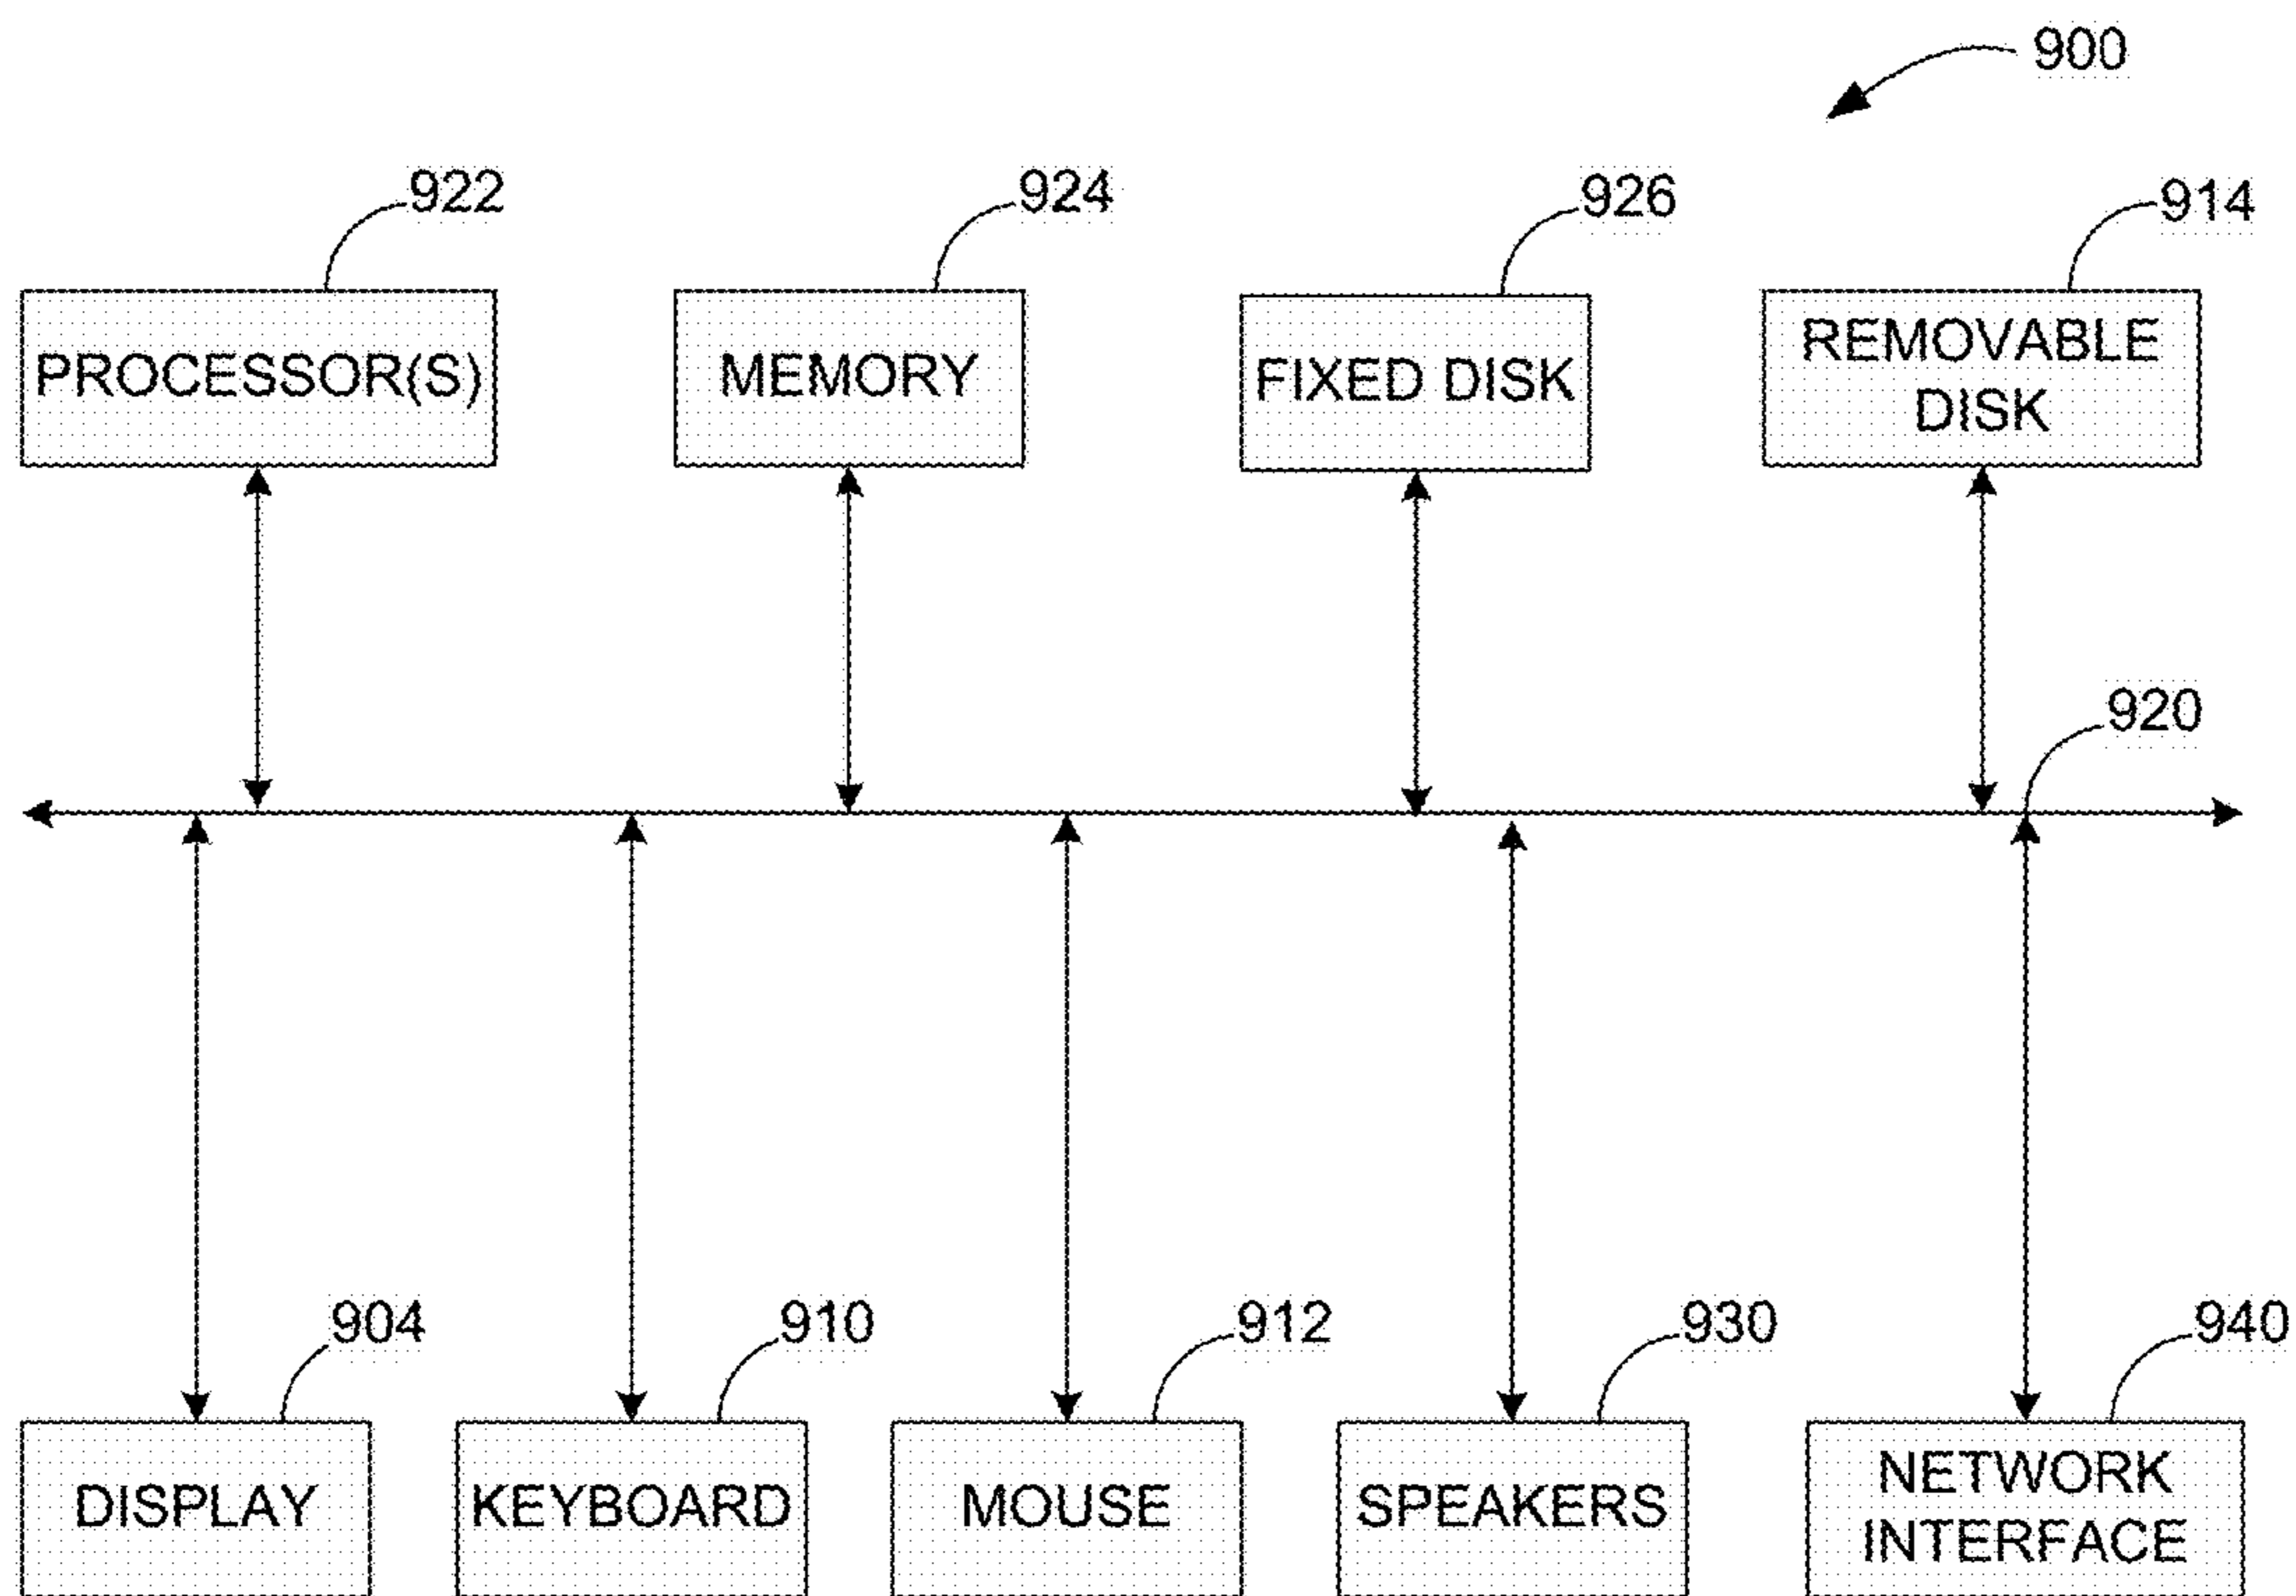 900
922
924
926
914
PROCESSOR(S)
MEMORY
FIXED DISK
REMOVABLE
DISK
920
904
910
912
930
940
DISPLAY
KEYBOARD
MOUSE
SPEAKERS
NETWORK
INTERFACE